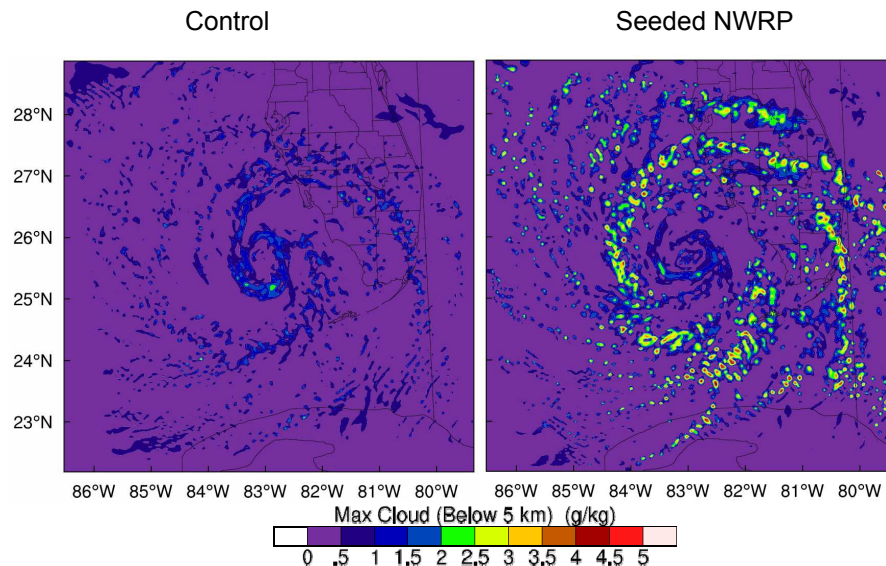 Control
Seeded NWRP
28°N
27°N
26°N
25°N
24°N
23°N
86°W 85°W 84°W 83°W 82°W 81°W 80°W
86°W 85°W 84°W 83°W 82°W 81°W 80°W
Max Cloud (Below 5 km) (g/kg)
0 .5 1 1.5 2 2.5 3 3.5 4 4.5 5